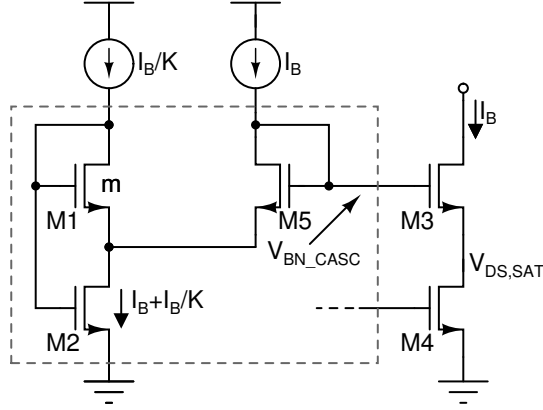 I_B/K
I_B
I_B
M1
m
M5
M3
V_BN_CASC
V_DS,SAT
M2
I_B+I_B/K
M4